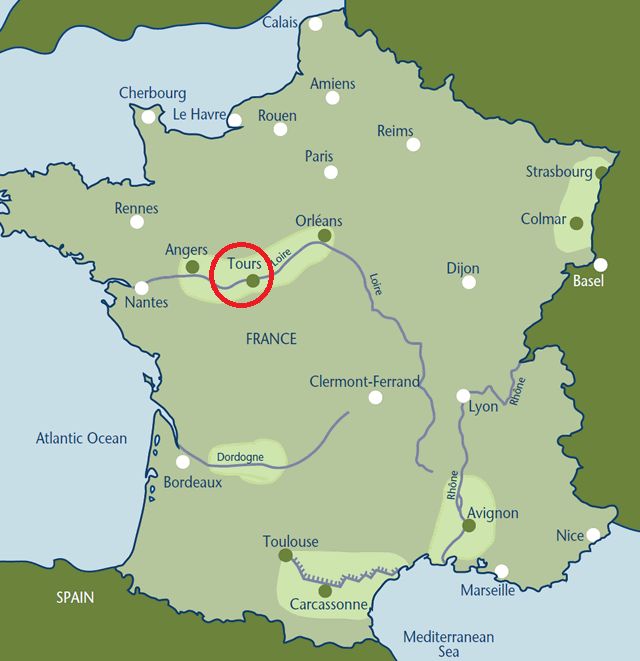 Calais
Amiens
Cherbourg
Le Havre
Rouen
Reims
Paris
Strasbourg
Rennes
Orléans
Colmar
Angers
Tours
Loire
Loire
Dijon
Basel
Nantes
FRANCE
Clermont-Ferrand
Rhône
Lyon
Atlantic Ocean
Dordogne
Bordeaux
Rhône
Avignon
Toulouse
Nice
Marseille
SPAIN
Carcassonne
Mediterranean
Sea